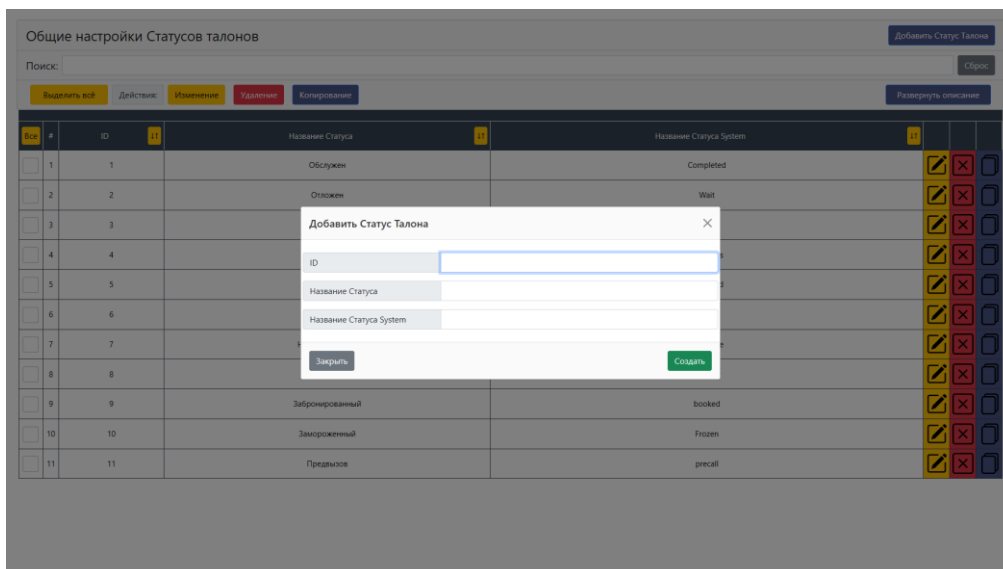 Общие настройки Статусов талонов
Добавить Статус Талона
Поиск:
Сброс
Выделить всё Действия: Изменение Удаление Копирование Развернуть описание
Все # ID Название Статуса Название Статуса System
1 1 Обслужен Completed
2 2 Отложен Wait
3 3
4 4
5 5
6 6
7 7
8 8
9 9 Забронированный booked
10 10 Замороженный Frozen
11 11 Предвызов precall
Добавить Статус Талона
ID
Название Статуса
Название Статуса System
Закрыть Создать